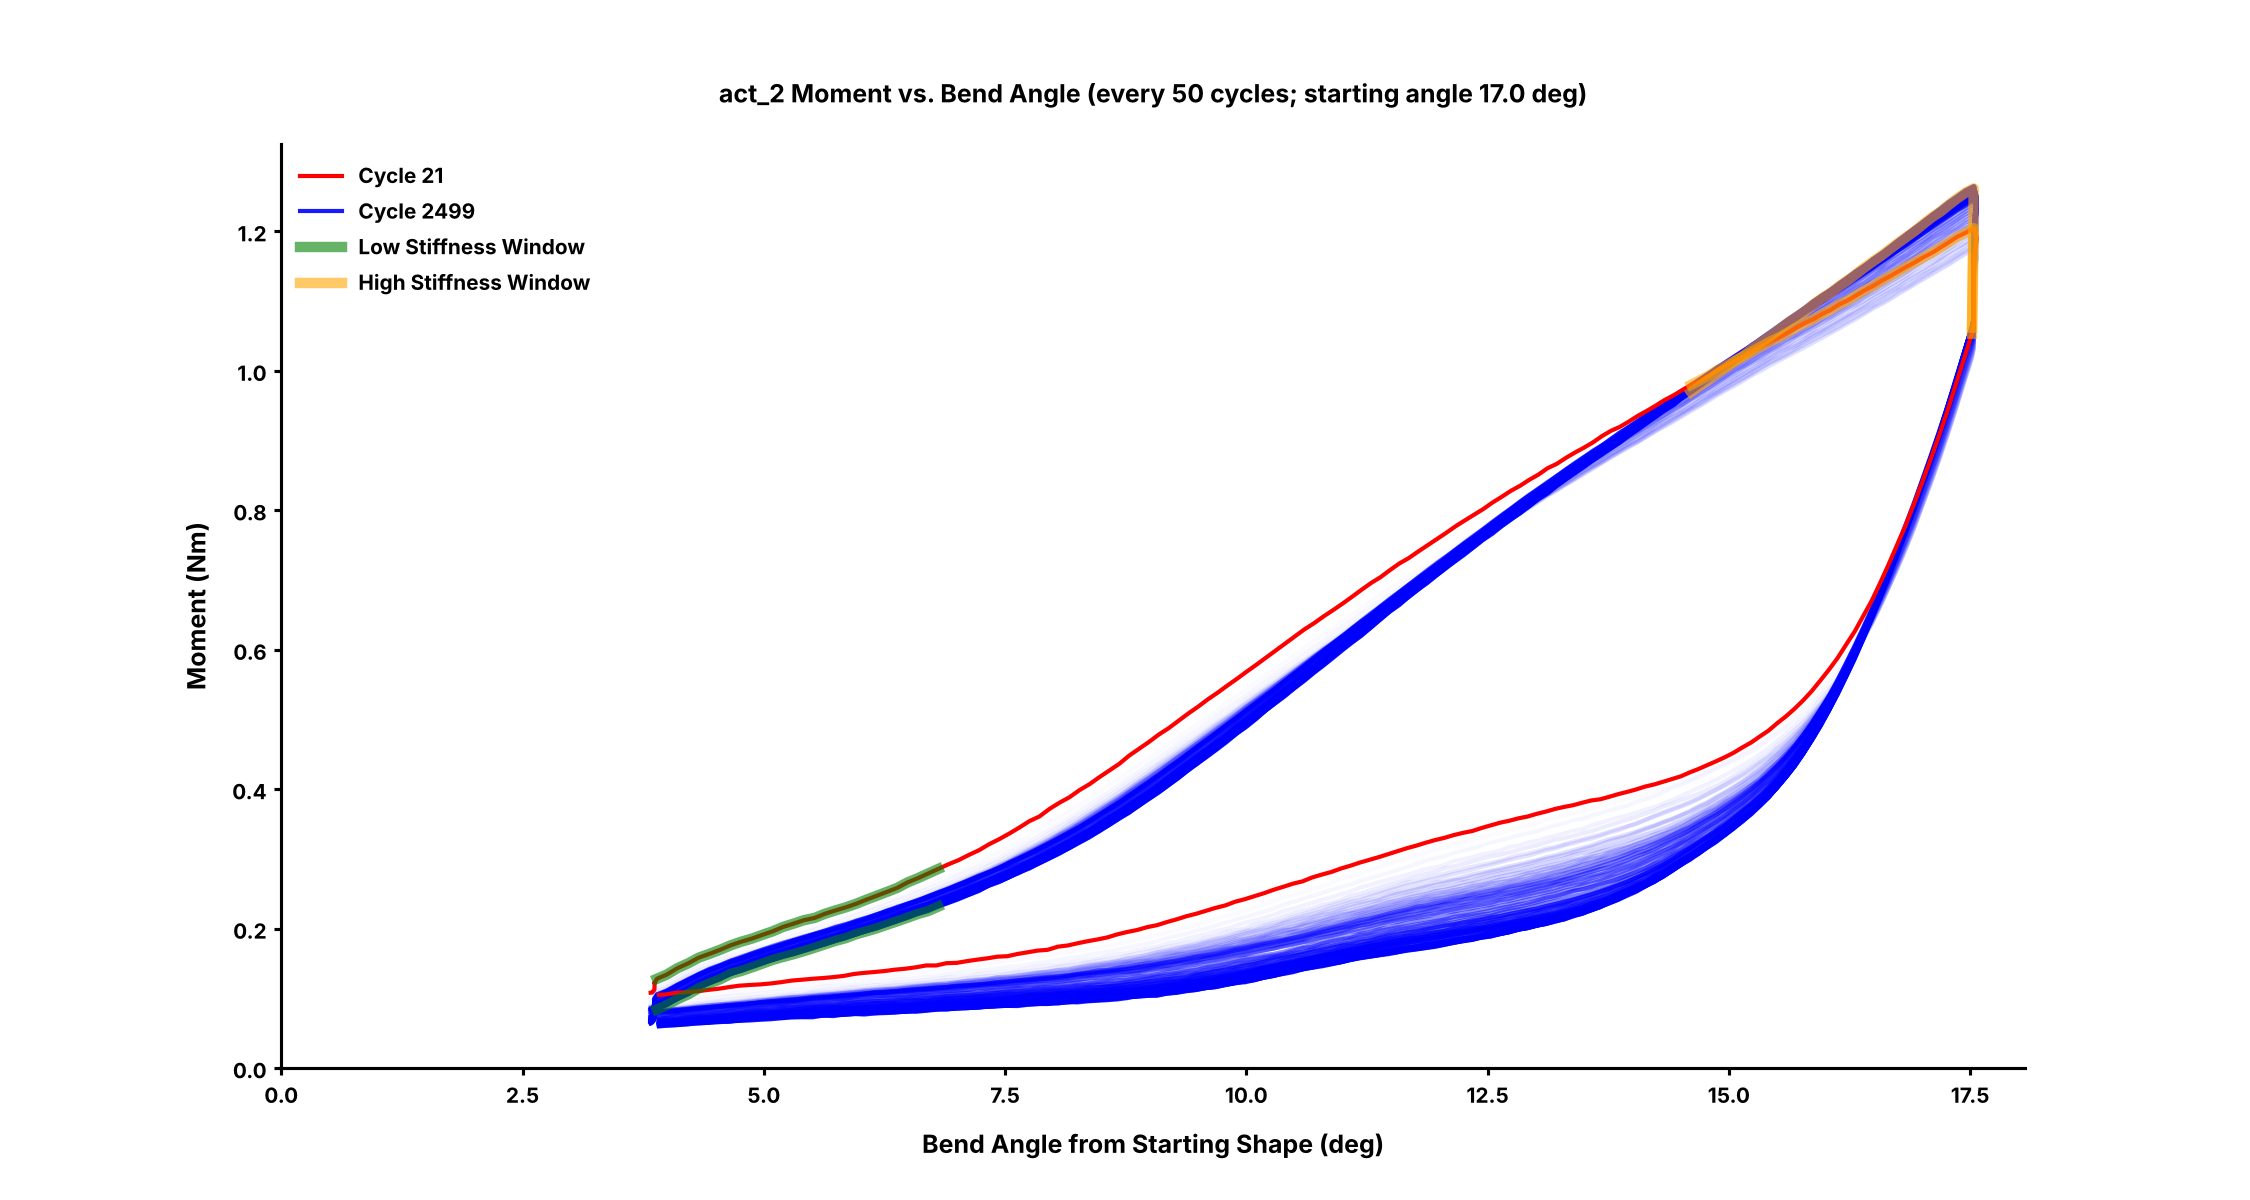 act_2 Moment vs. Bend Angle (every 50 cycles; starting angle 17.0 deg)
Cycle 21
Cycle 2499
Low Stiffness Window
High Stiffness Window
1.2
1.0
0.8
0.6
0.4
0.2
0.0
Moment (Nm)
0.0 2.5 5.0 7.5 10.0 12.5 15.0 17.5
Bend Angle from Starting Shape (deg)